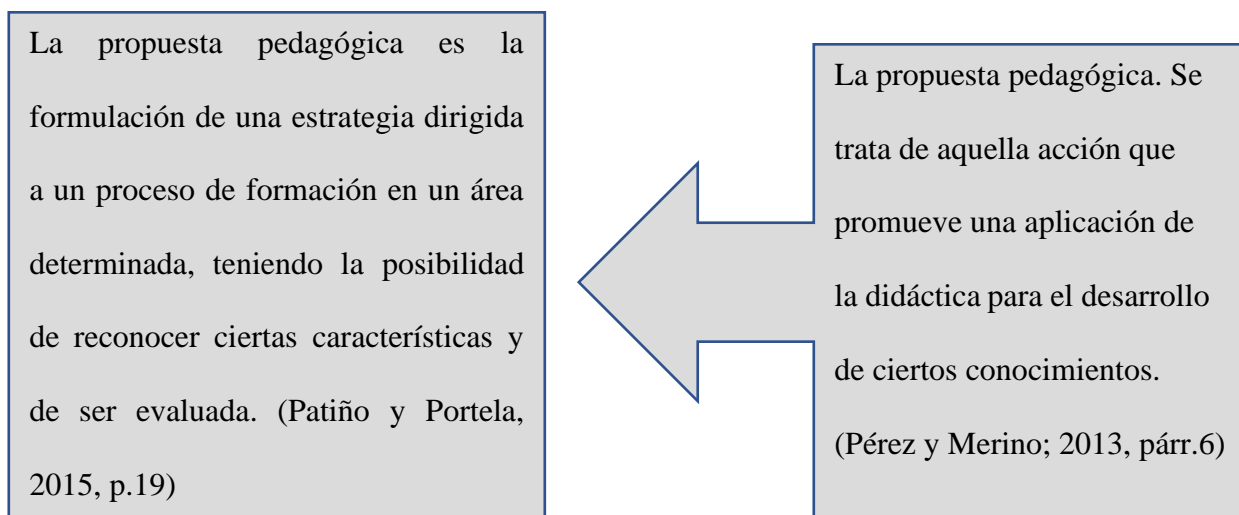 La propuesta pedagógica es la
formulación de una estrategia dirigida
a un proceso de formación en un área
determinada, teniendo la posibilidad
de reconocer ciertas características y
de ser evaluada. (Patiño y Portela,
2015, p.19)
La propuesta pedagógica. Se
trata de aquella acción que
promueve una aplicación de
la didáctica para el desarrollo
de ciertos conocimientos.
(Pérez y Merino; 2013, párr.6)